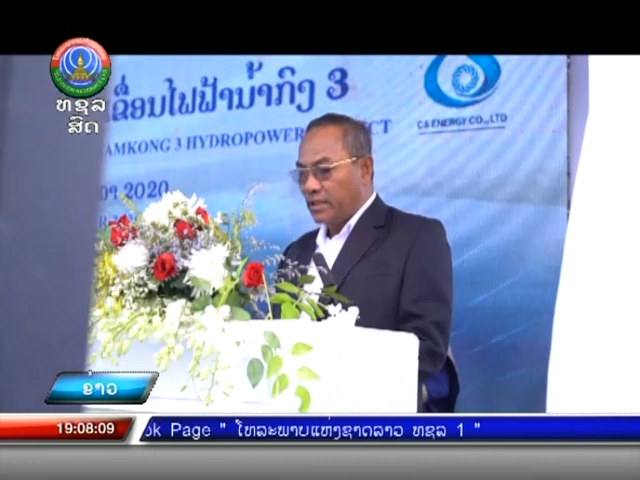 ທຊລ
ສົດ
ເຂື່ອນໄຟຟ້ານ້ຳກົງ 3
AMKONG 3 HYDROPOWER
CT
C&S ENERGY CO.,LTD
2020
ຂ່າວ
19:08:09
ok Page " ໂທລະພາບແຫ່ງຊາດລາວ ທຊລ 1 "